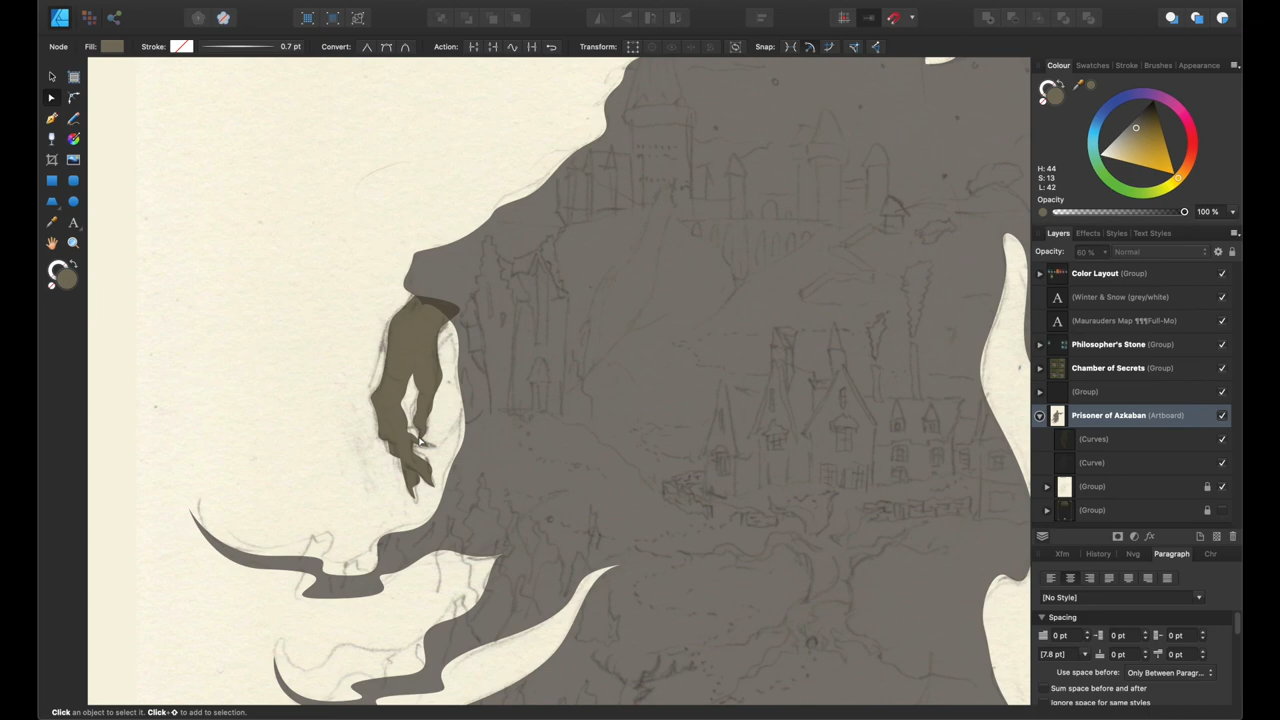 Node
Fill:
Stroke:
0.7 pt
Convert:
Action:
Transform:
Snap:
Colour
Swatches
Stroke
Brushes
Appearance
H: 44
S: 13
L: 42
Opacity
100 %
Layers
Effects
Styles
Text Styles
Opacity:
60 %
Normal
Color Layout (Group)
A
(Winter & Snow (grey/white)
A
(Maurauders Map ¶¶¶Full-Mo)
Philosopher's Stone (Group)
Chamber of Secrets (Group)
(Group)
Prisoner of Azkaban (Artboard)
(Curves)
(Curve)
(Group)
(Group)
Xfm
History
Nvg
Paragraph
Chr
[No Style]
Spacing
0 pt
0 pt
0 pt
[7.8 pt]
0 pt
0 pt
Use space before:
Only Between Paragr...
Sum space before and after
Ignore space for same styles
Click an object to select it. Click+ to add to selection.